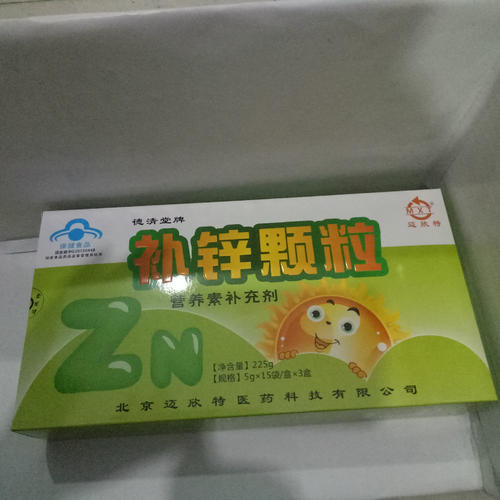 德清堂牌
保健食品
补锌颗粒
MXT
迈欣特
营养素补充剂
ZN
【净含量】225g
【规格】5g×15袋/盒×3盒
北京迈欣特医药科技有限公司